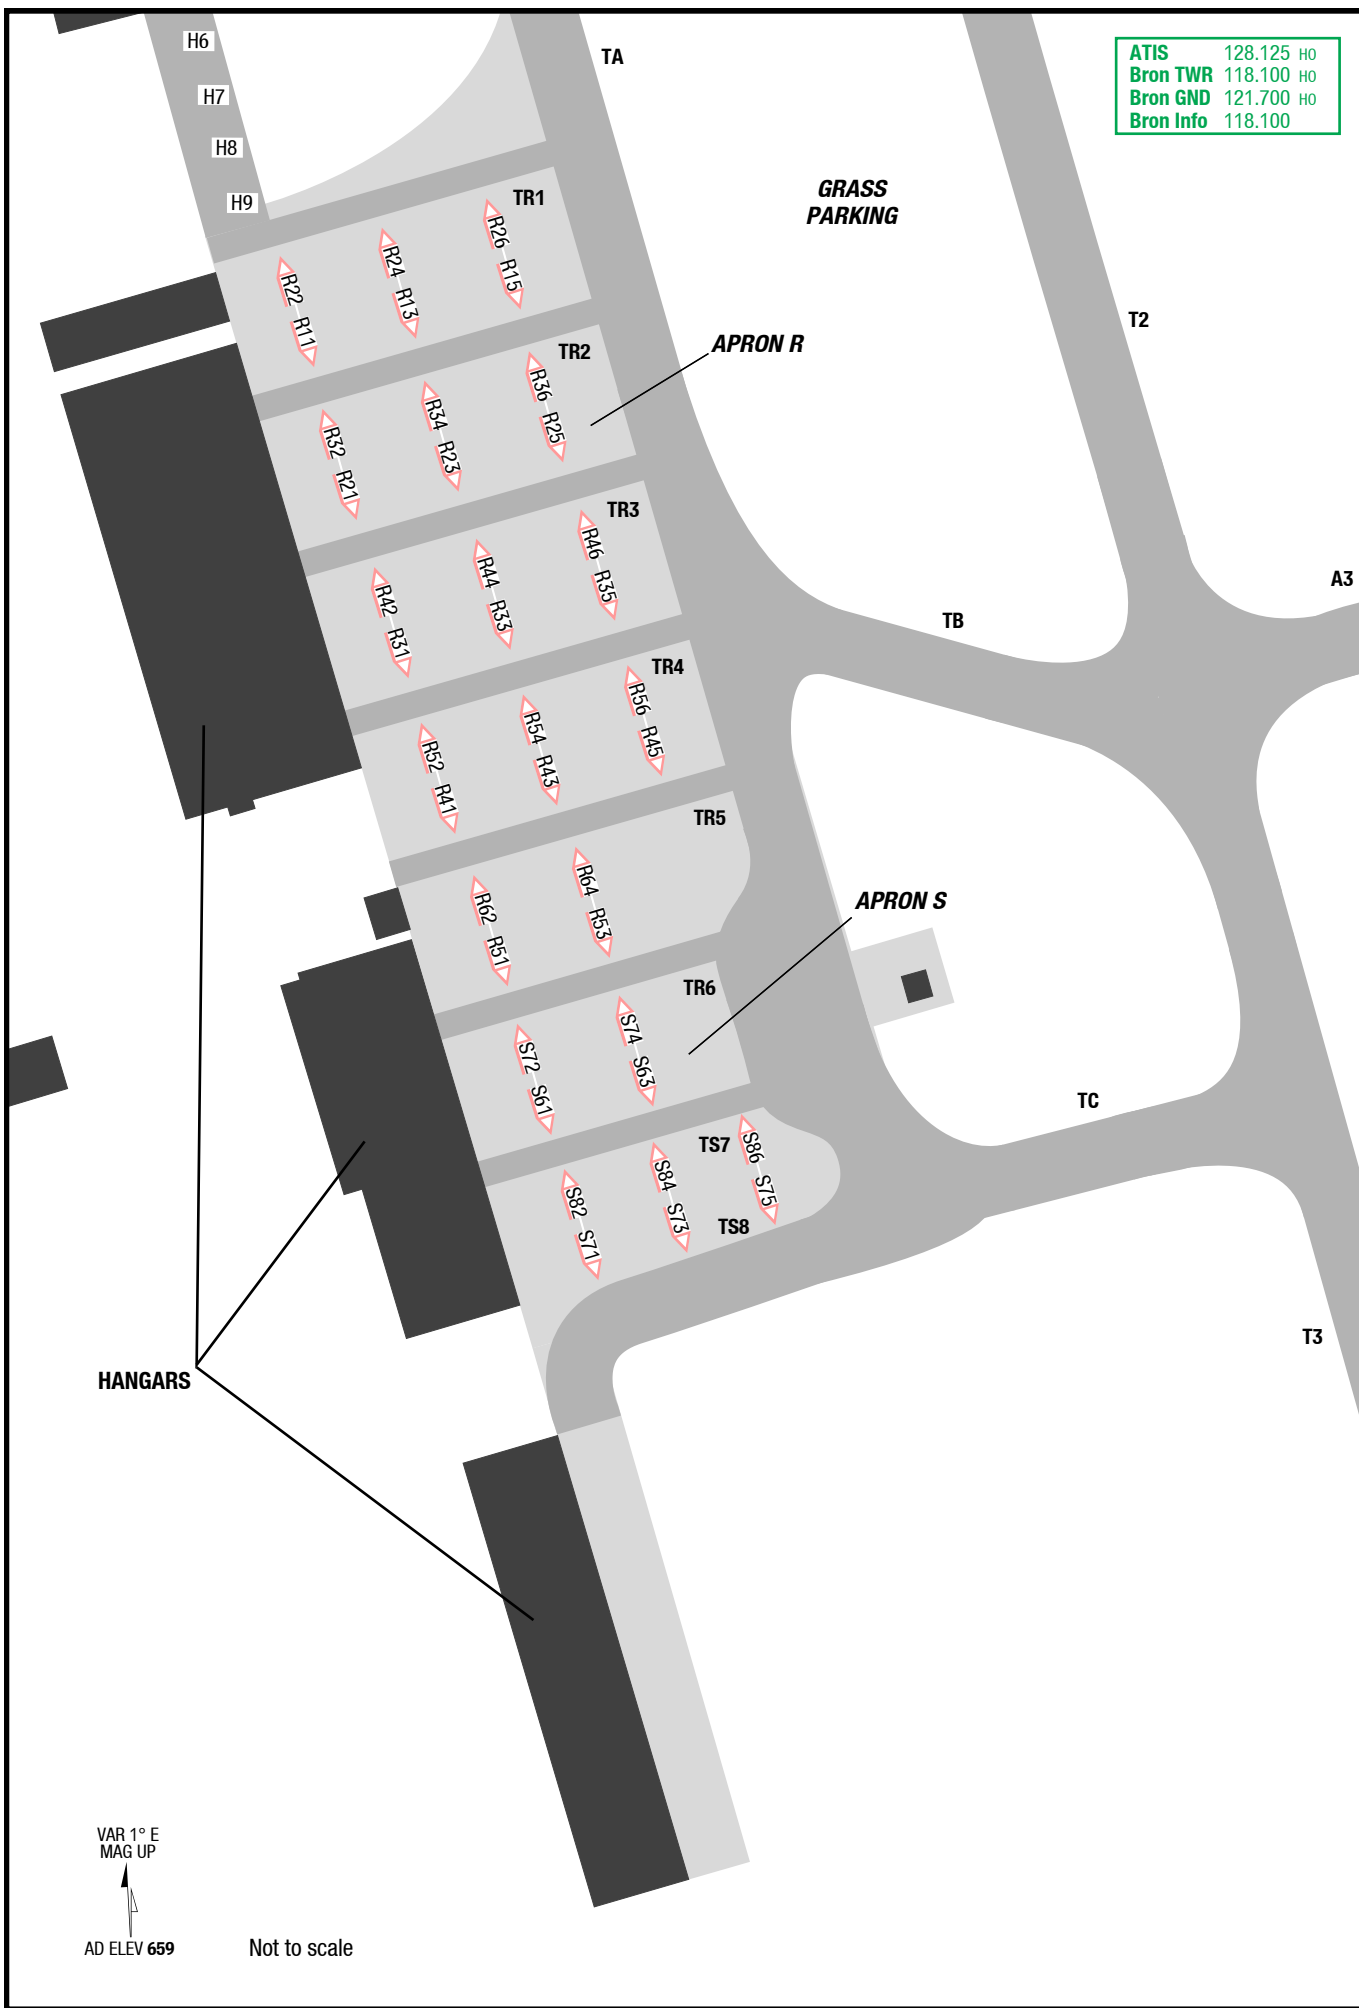 H6
TA
ATIS 128.125 HO
Bron TWR 118.100 HO
Bron GND 121.700 HO
Bron Info 118.100
H7
H8
H9
GRASS
PARKING
TR1
R26 R15
R24 R13
R22 R11
T2
APRON R
TR2
R36 R25
R34 R23
R32 R21
TR3
R46 R35
R44 R33
R42 R31
A3
TB
TR4
R56 R45
R54 R43
R52 R41
TR5
R64 R53
R62 R51
APRON S
TR6
S74 S63
S72 S61
TC
TS7
S86 S75
S84 S73
S82 S71
TS8
T3
HANGARS
VAR 1° E
MAG UP
AD ELEV 659
Not to scale